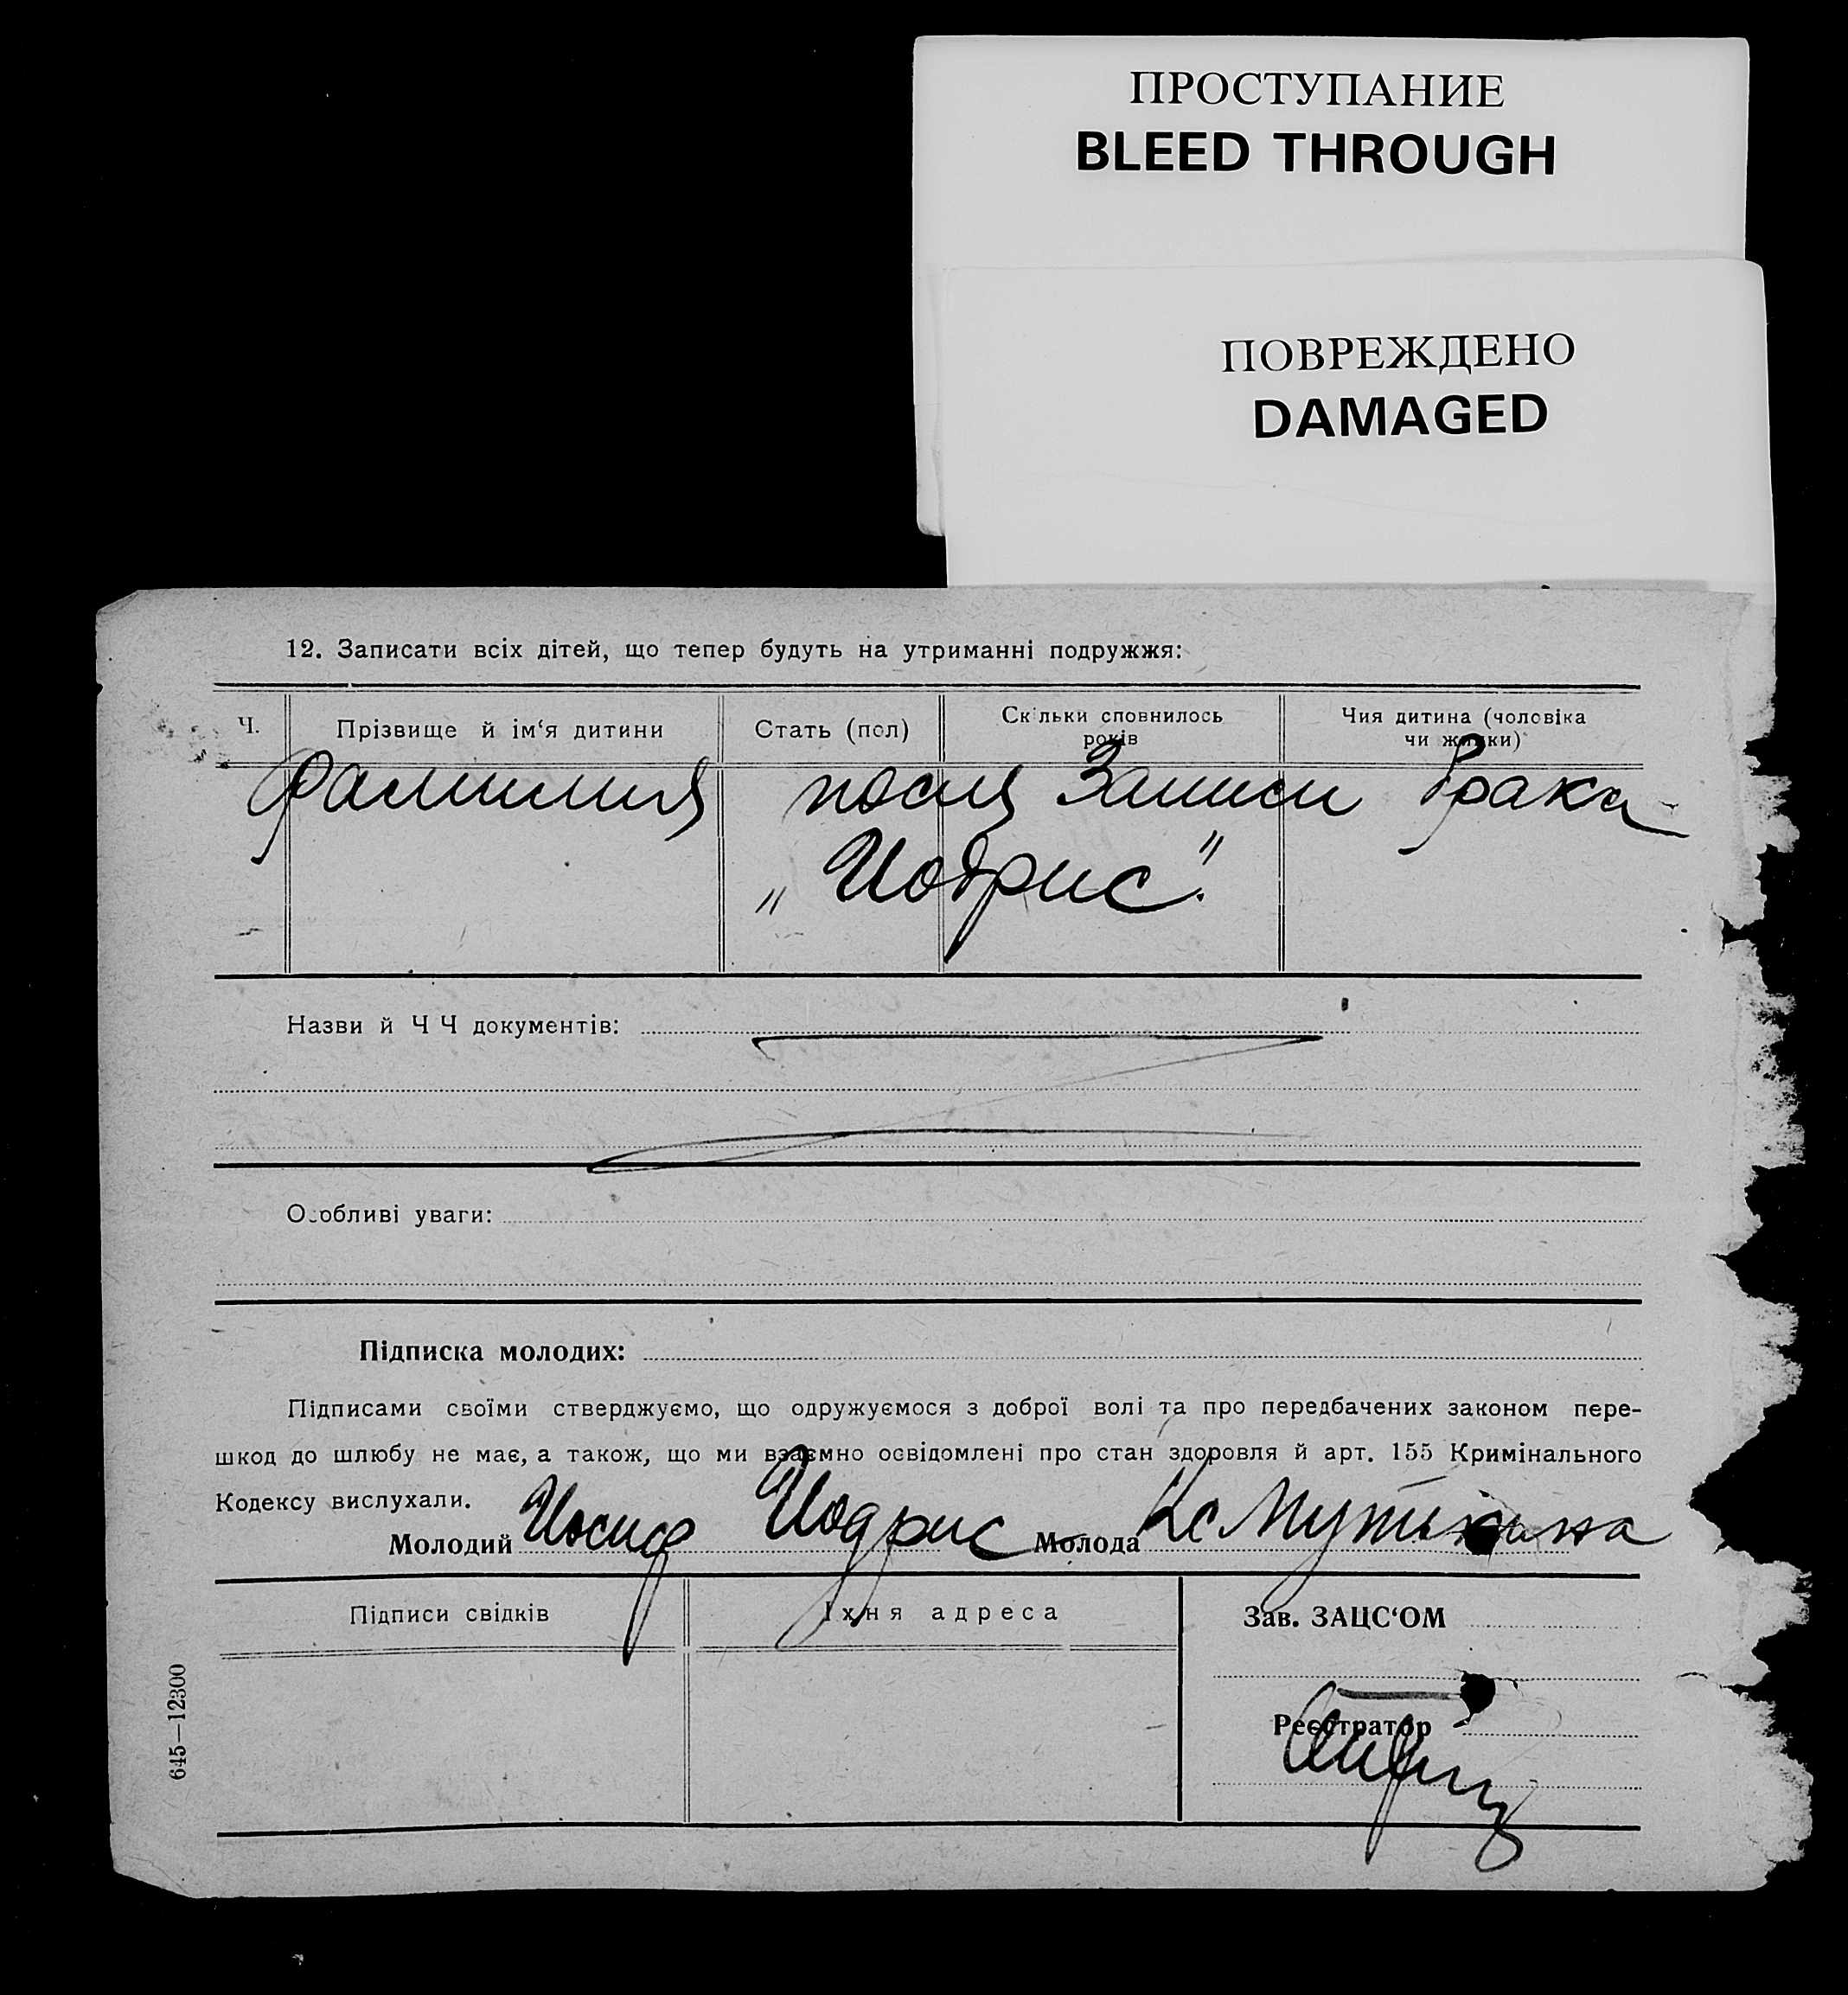 ПРОСТУПАНИЕ
BLEED THROUGH
ПОВРЕЖДЕНО
DAMAGED
12. Записати всіх дітей, що тепер будуть на утриманні подружжя:
Ч. Прізвище й ім‘я дитини Стать (пол) Скільки сповнилось років Чия дитина (чоловіка чи жінки)
Фамилия после записи брака
„Иодрис“.
Назви й Ч Ч документів:
Особливі уваги:
Підписка молодих:
Підписами своїми стверджуємо, що одружуємося з доброї волі та про передбачених законом пере-
шкод до шлюбу не має, а також, що ми взаємно освідомлені про стан здоровля й арт. 155 Кримінального
Кодексу вислухали.
Молодий Иосиф Иодрис Молода
Підписи свідків Їхня адреса Зав. ЗАЦС‘ОМ
Реєстратор
645—12300